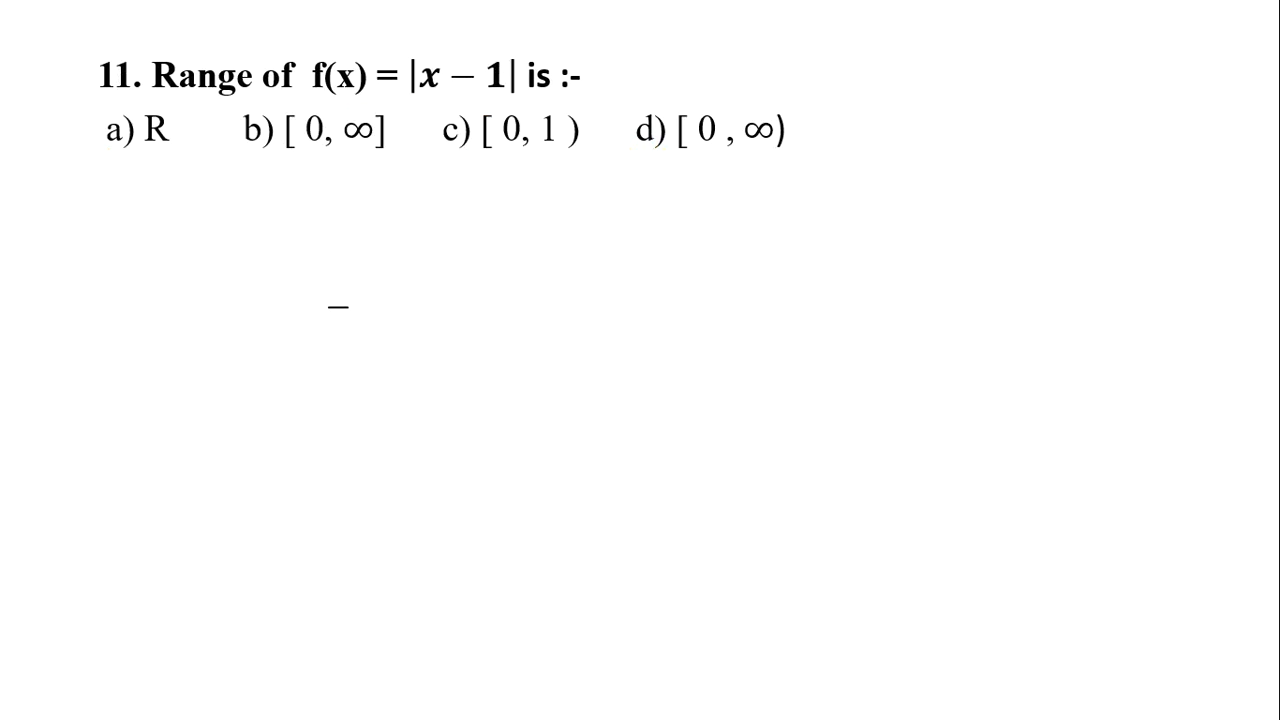 11. Range of f(x) = |x − 1| is :-
a) R b) [ 0, ∞] c) [ 0, 1 ) d) [ 0 , ∞)
–